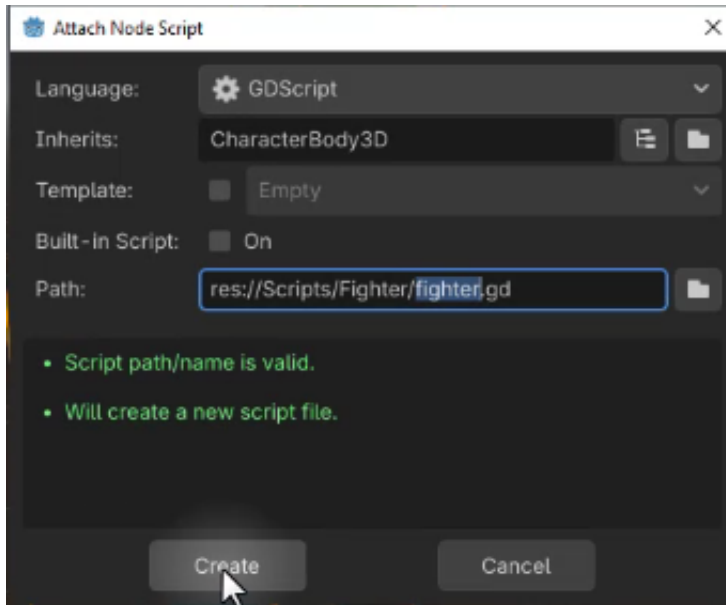 Attach Node Script
Language: GDScript
Inherits: CharacterBody3D
Template: Empty
Built-in Script: On
Path: res://Scripts/Fighter/fighter.gd
• Script path/name is valid.
• Will create a new script file.
Create Cancel